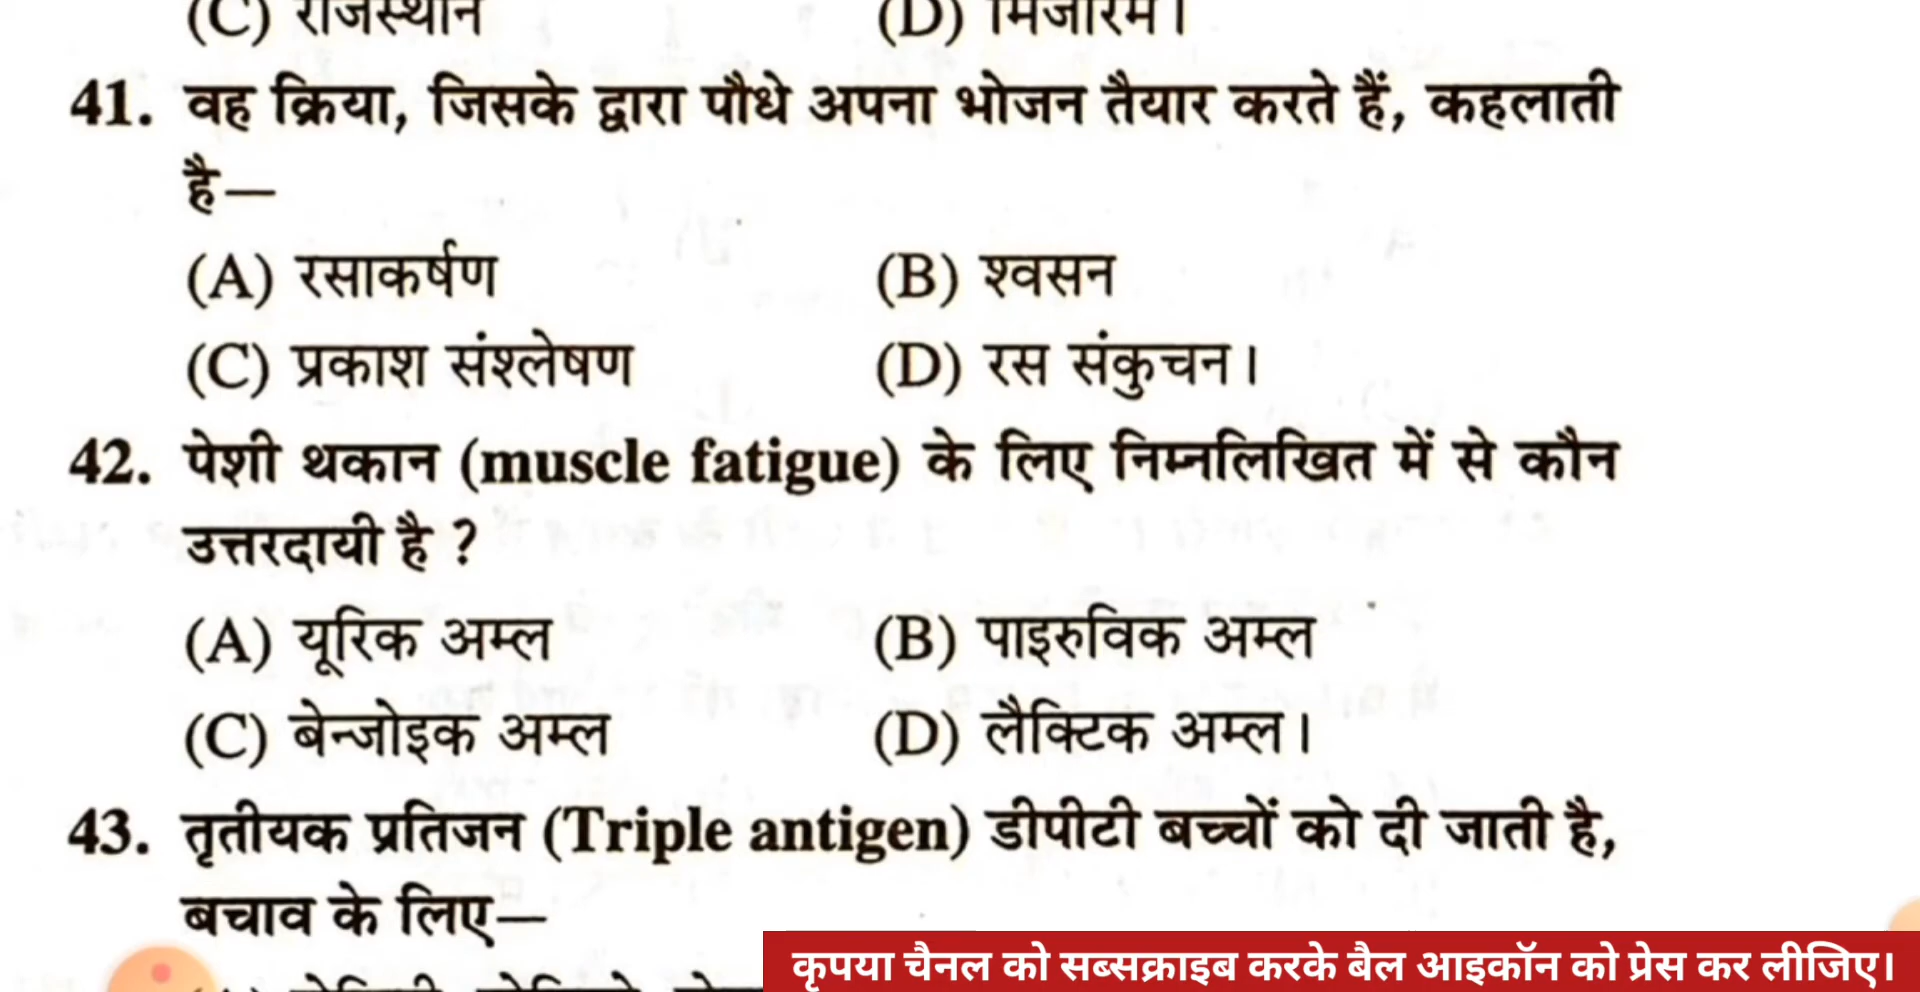 (C) राजस्थान (D) मिजोरम।
41. वह क्रिया, जिसके द्वारा पौधे अपना भोजन तैयार करते हैं, कहलाती
है—
(A) रसाकर्षण (B) श्वसन
(C) प्रकाश संश्लेषण (D) रस संकुचन।
42. पेशी थकान (muscle fatigue) के लिए निम्नलिखित में से कौन
उत्तरदायी है ?
(A) यूरिक अम्ल (B) पाइरुविक अम्ल
(C) बेन्जोइक अम्ल (D) लैक्टिक अम्ल।
43. तृतीयक प्रतिजन (Triple antigen) डीपीटी बच्चों को दी जाती है,
बचाव के लिए—
कृपया चैनल को सब्सक्राइब करके बैल आइकॉन को प्रेस कर लीजिए।